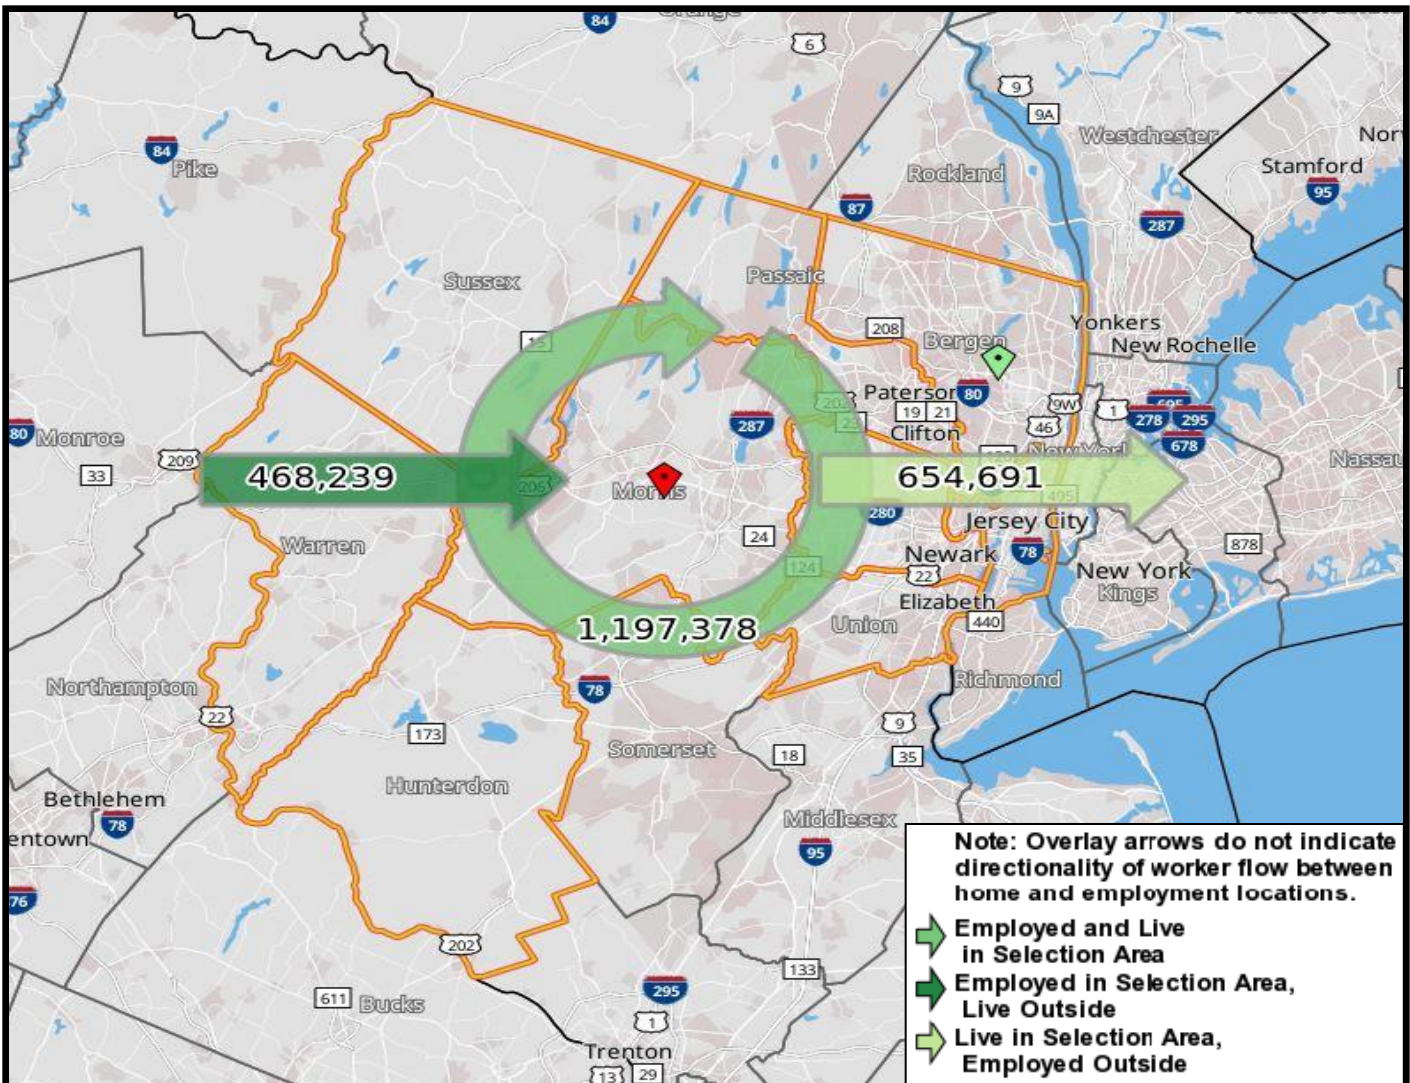 84
6
9
9A
Westchester
84
Pike
Rockland
Stamford
95
87
287
Sussex
Passaic
Yonkers
New Rochelle
208
Bergen
Paterson
80
19
21
9W
1
46
Clifton
278
295
678
287
80
Monroe
33
209
468,239
206
Morris
654,691
495
280
Jersey City
24
878
Warren
124
Newark
78
22
New York
Kings
Elizabeth
440
Union
1,197,378
Northampton
78
Richmond
22
173
9
Somerset
18
35
Hunterdon
Bethlehem
78
entown
Middlesex
95
76
202
133
611
Bucks
295
1
Trenton
13
29
Note: Overlay arrows do not indicate
directionality of worker flow between
home and employment locations.
Employed and Live
in Selection Area
Employed in Selection Area,
Live Outside
Live in Selection Area,
Employed Outside